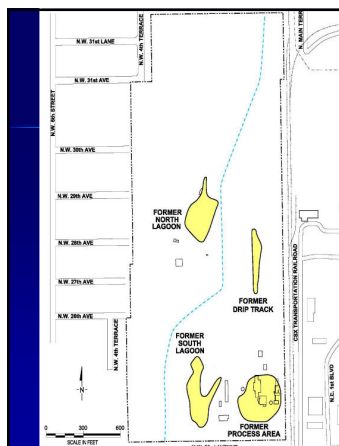 N.W. 31st LANE
N.W. 4th TERRACE
N. MAIN TERR
N.W. 31st AVE
N.W. 6th STREET
N.W. 30th AVE
N.W. 29th AVE
FORMER
NORTH
LAGOON
N.W. 28th AVE
N.W. 27th AVE
FORMER
DRIP TRACK
CSX TRANSPORTATION RAILROAD
N.W. 26th AVE
N.W. 4th TERRACE
FORMER
SOUTH
LAGOON
N.E. 1st BLVD
-N-
0 300 600
SCALE IN FEET
FORMER
PROCESS AREA